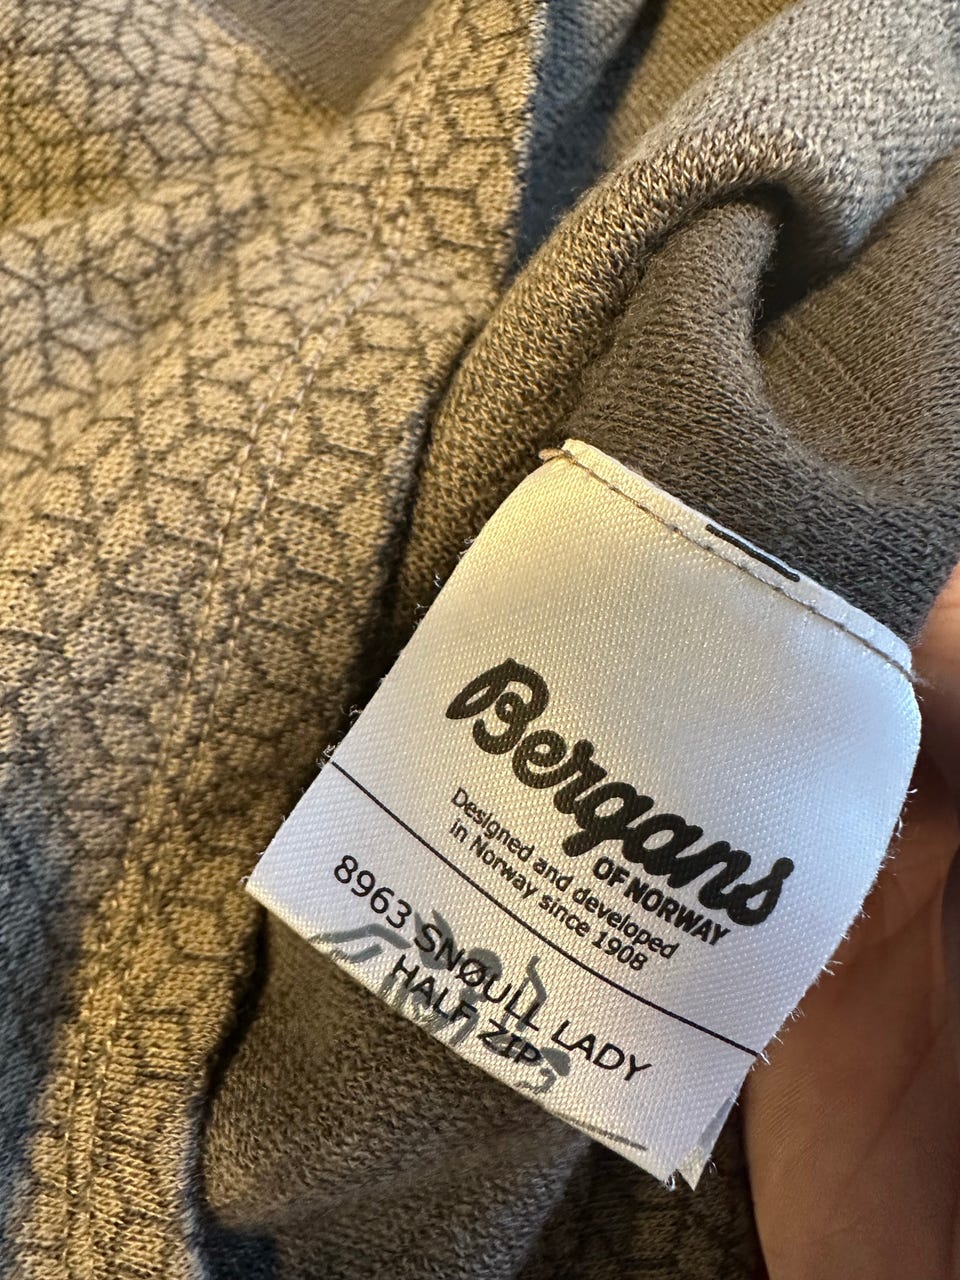 Bergans
OF NORWAY
Designed and developed
in Norway since 1908
8963 SNØULL LADY
HALF ZIP